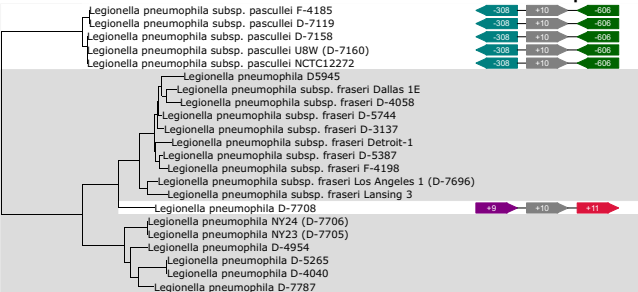 Legionella pneumophila subsp. pascullei F-4185 -308 +10 -606
Legionella pneumophila subsp. pascullei D-7119 -308 +10 -606
Legionella pneumophila subsp. pascullei D-7158 -308 +10 -606
Legionella pneumophila subsp. pascullei U8W (D-7160) -308 +10 -606
Legionella pneumophila subsp. pascullei NCTC12272 -308 +10 -606
Legionella pneumophila D5945
Legionella pneumophila subsp. fraseri Dallas 1E
Legionella pneumophila subsp. fraseri D-4058
Legionella pneumophila subsp. fraseri D-5744
Legionella pneumophila subsp. fraseri D-3137
Legionella pneumophila subsp. fraseri Detroit-1
Legionella pneumophila subsp. fraseri D-5387
Legionella pneumophila subsp. fraseri F-4198
Legionella pneumophila subsp. fraseri Los Angeles 1 (D-7696)
Legionella pneumophila subsp. fraseri Lansing 3
Legionella pneumophila D-7708 +9 +10 +11
Legionella pneumophila NY24 (D-7706)
Legionella pneumophila NY23 (D-7705)
Legionella pneumophila D-4954
Legionella pneumophila D-5265
Legionella pneumophila D-4040
Legionella pneumophila D-7787